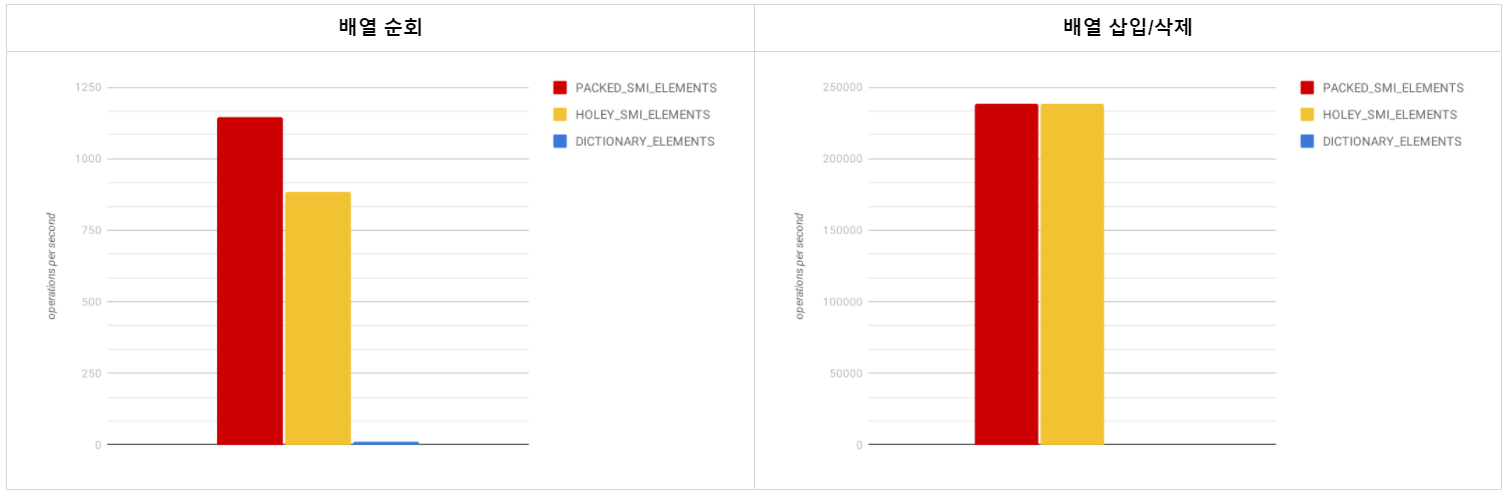 배열 순회
배열 삽입/삭제
1250
1000
750
500
250
0
operations per second
PACKED_SMI_ELEMENTS
HOLEY_SMI_ELEMENTS
DICTIONARY_ELEMENTS
250000
200000
150000
100000
50000
0
operations per second
PACKED_SMI_ELEMENTS
HOLEY_SMI_ELEMENTS
DICTIONARY_ELEMENTS